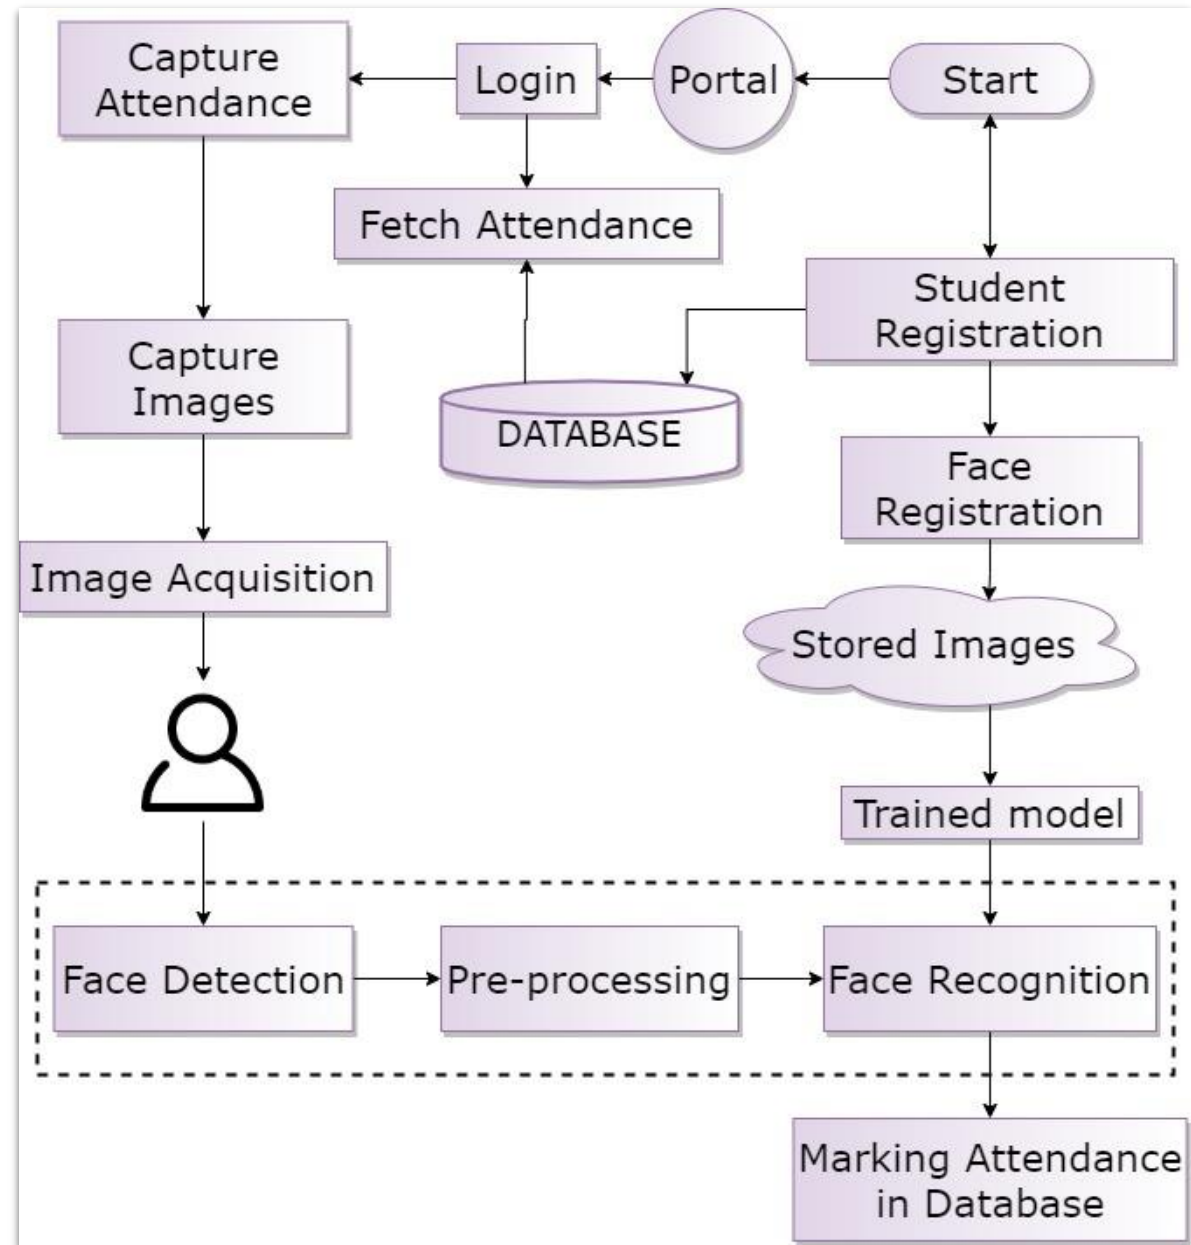 Capture
Attendance
Login
Portal
Start
Fetch Attendance
Student
Registration
Capture
Images
DATABASE
Face
Registration
Image Acquisition
Stored Images
Trained model
Face Detection
Pre-processing
Face Recognition
Marking Attendance
in Database